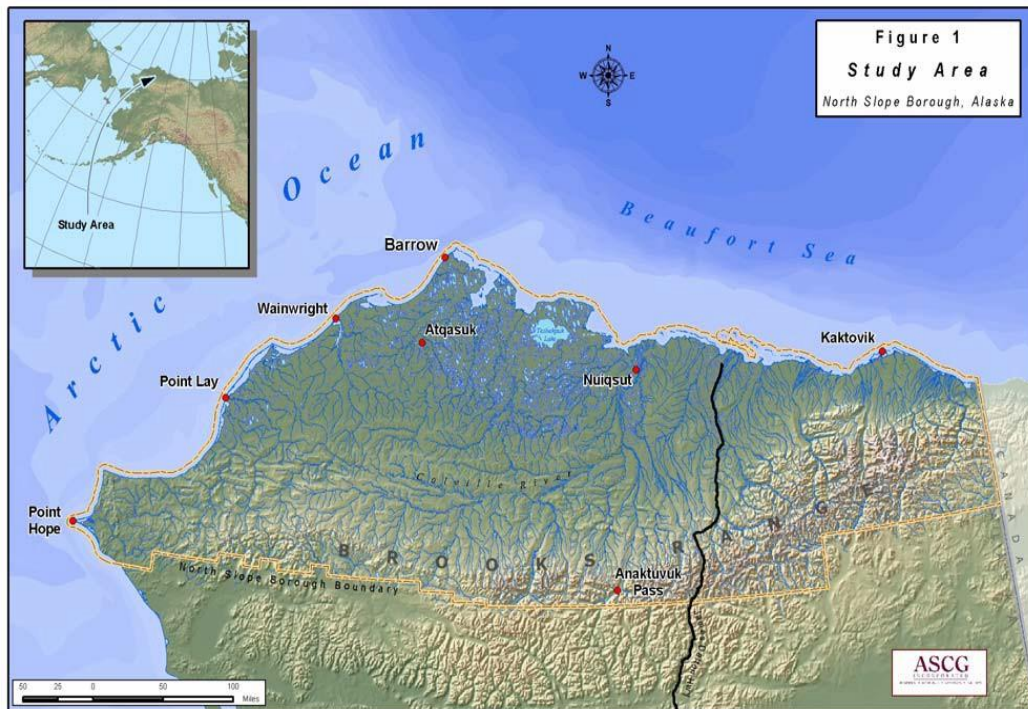 Figure 1
Study Area
North Slope Borough, Alaska
N
W E
S
Study Area
Arctic Ocean
Beaufort Sea
Barrow
Wainwright
Atqasuk
Kaktovik
Point Lay
Nuiqsut
Colville River
Point
Hope
BROOKS RANGE
CANADA
North Slope Borough Boundary
Anaktuvuk
Pass
50 25 0 50 100
Miles
ASCG
INCORPORATED